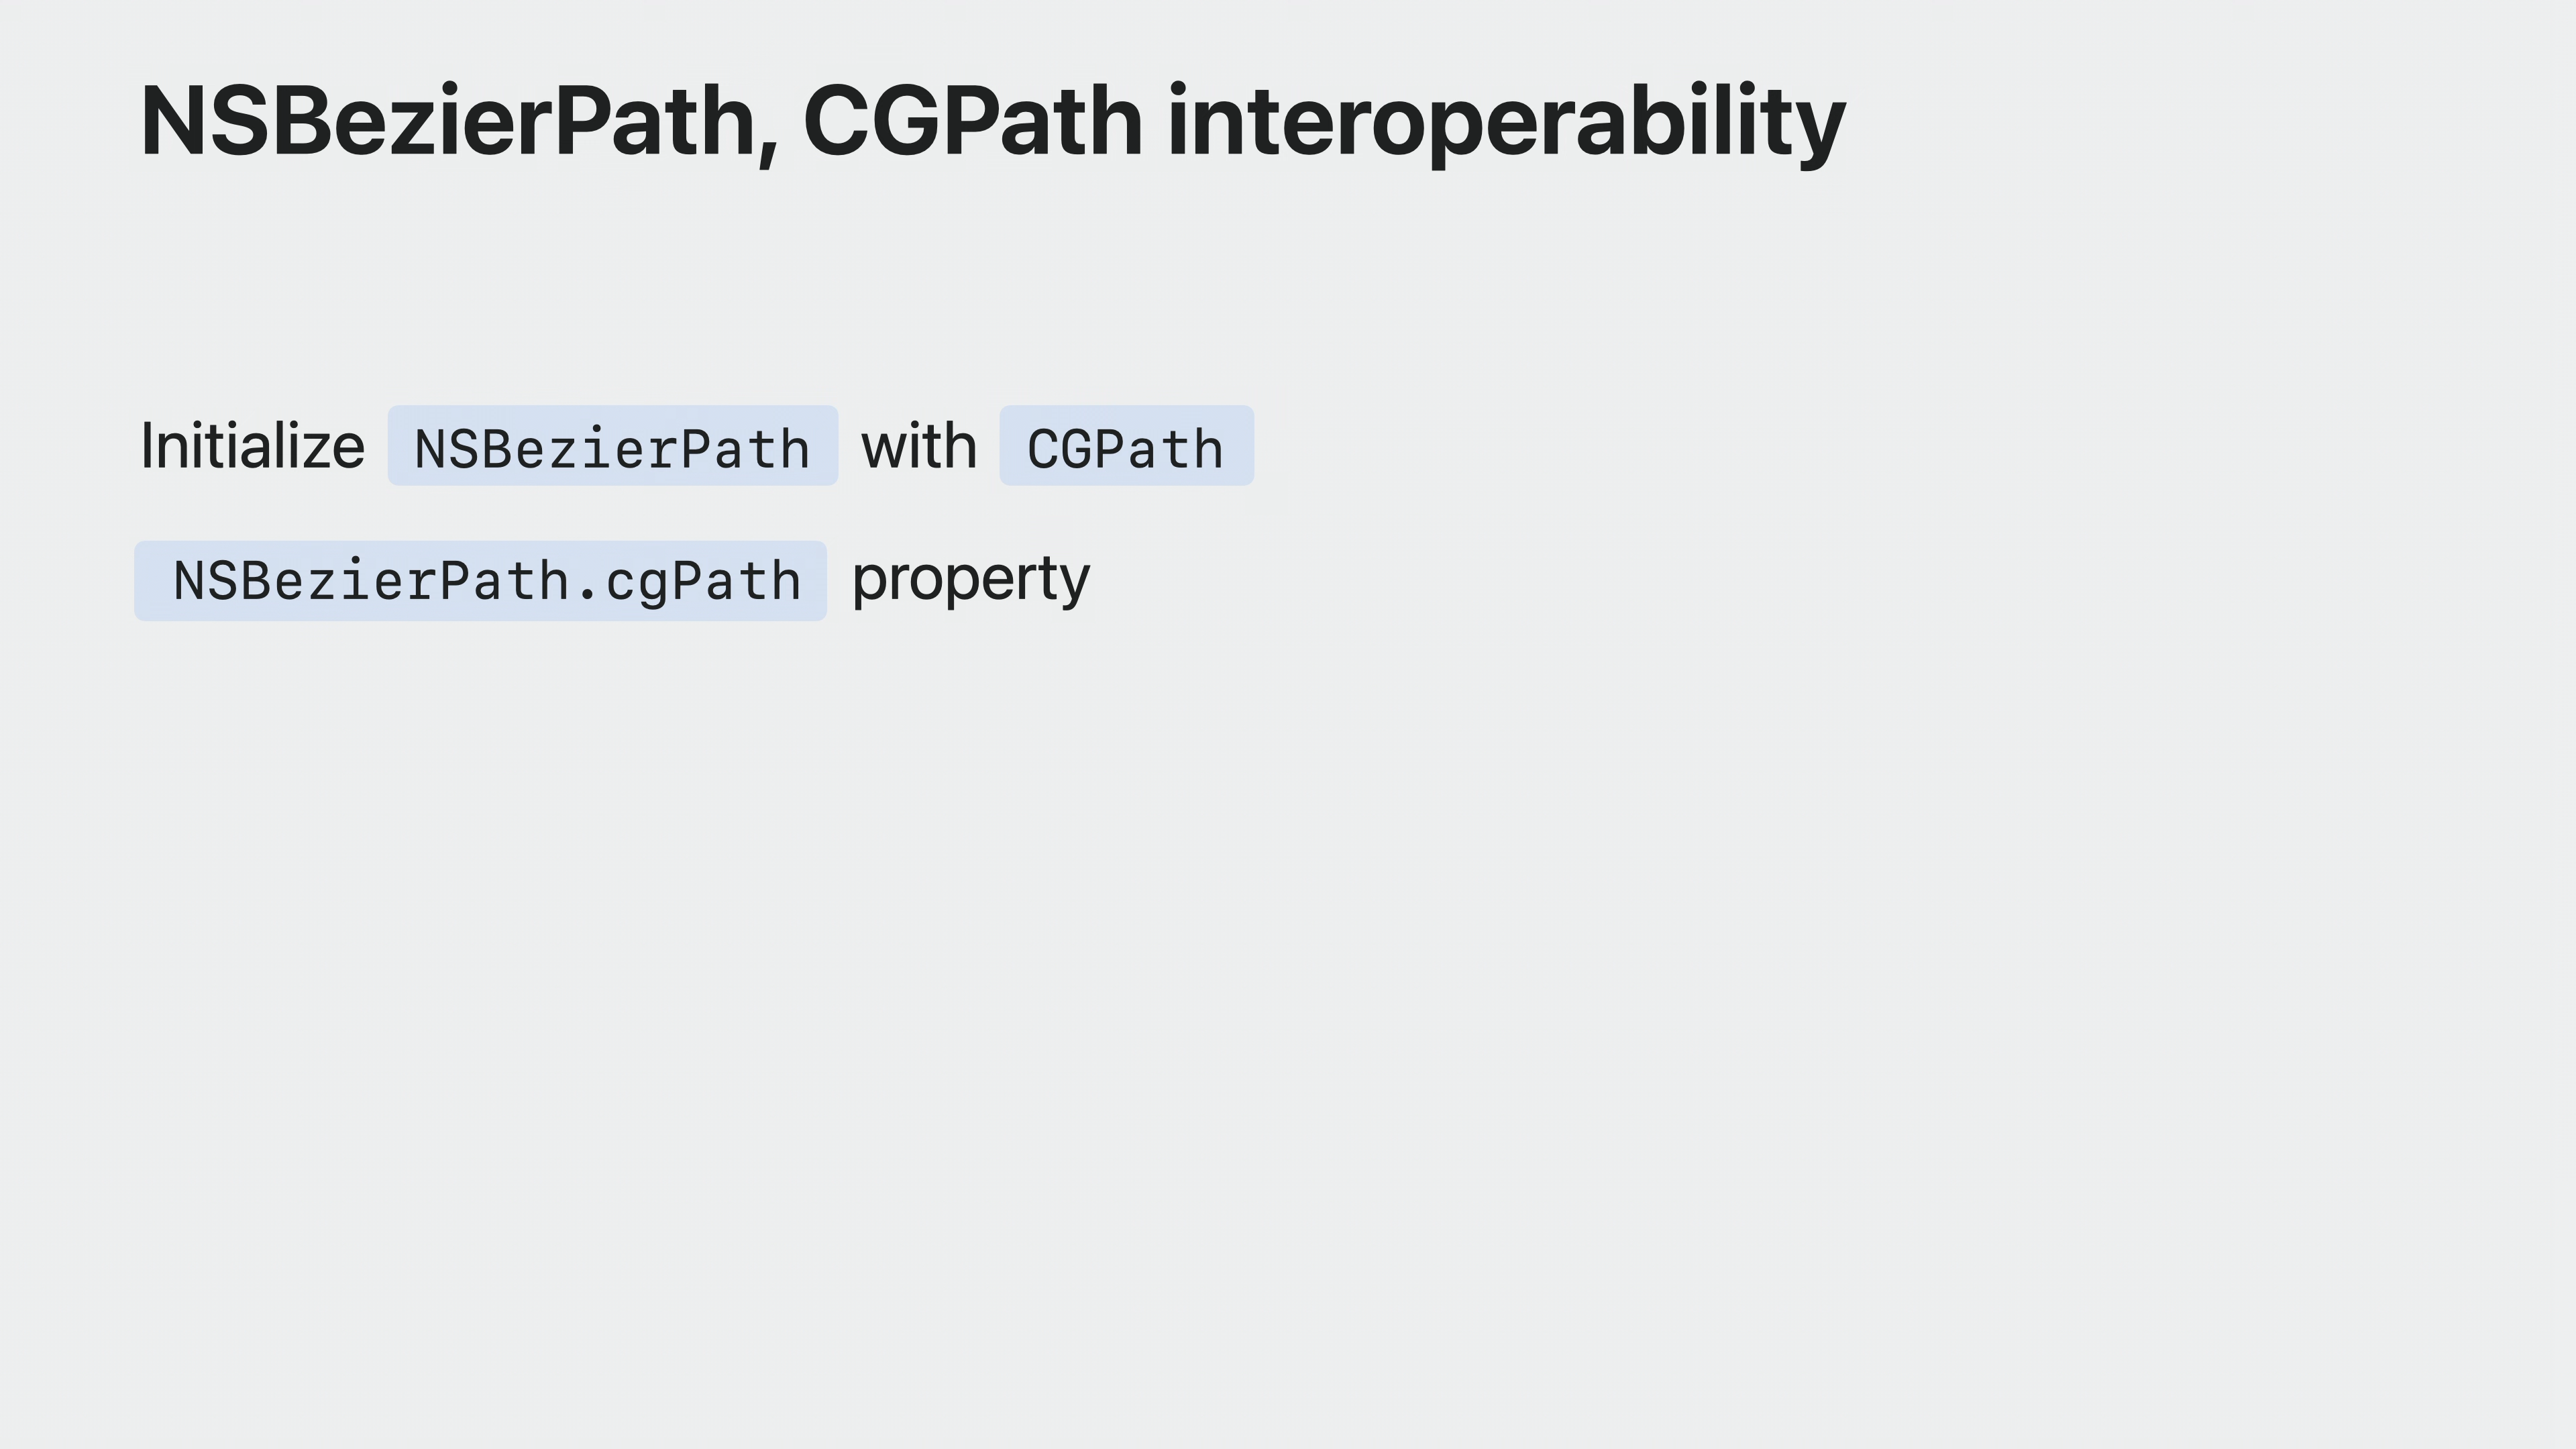 NSBezierPath, CGPath interoperability
Initialize NSBezierPath with CGPath
NSBezierPath.cgPath property